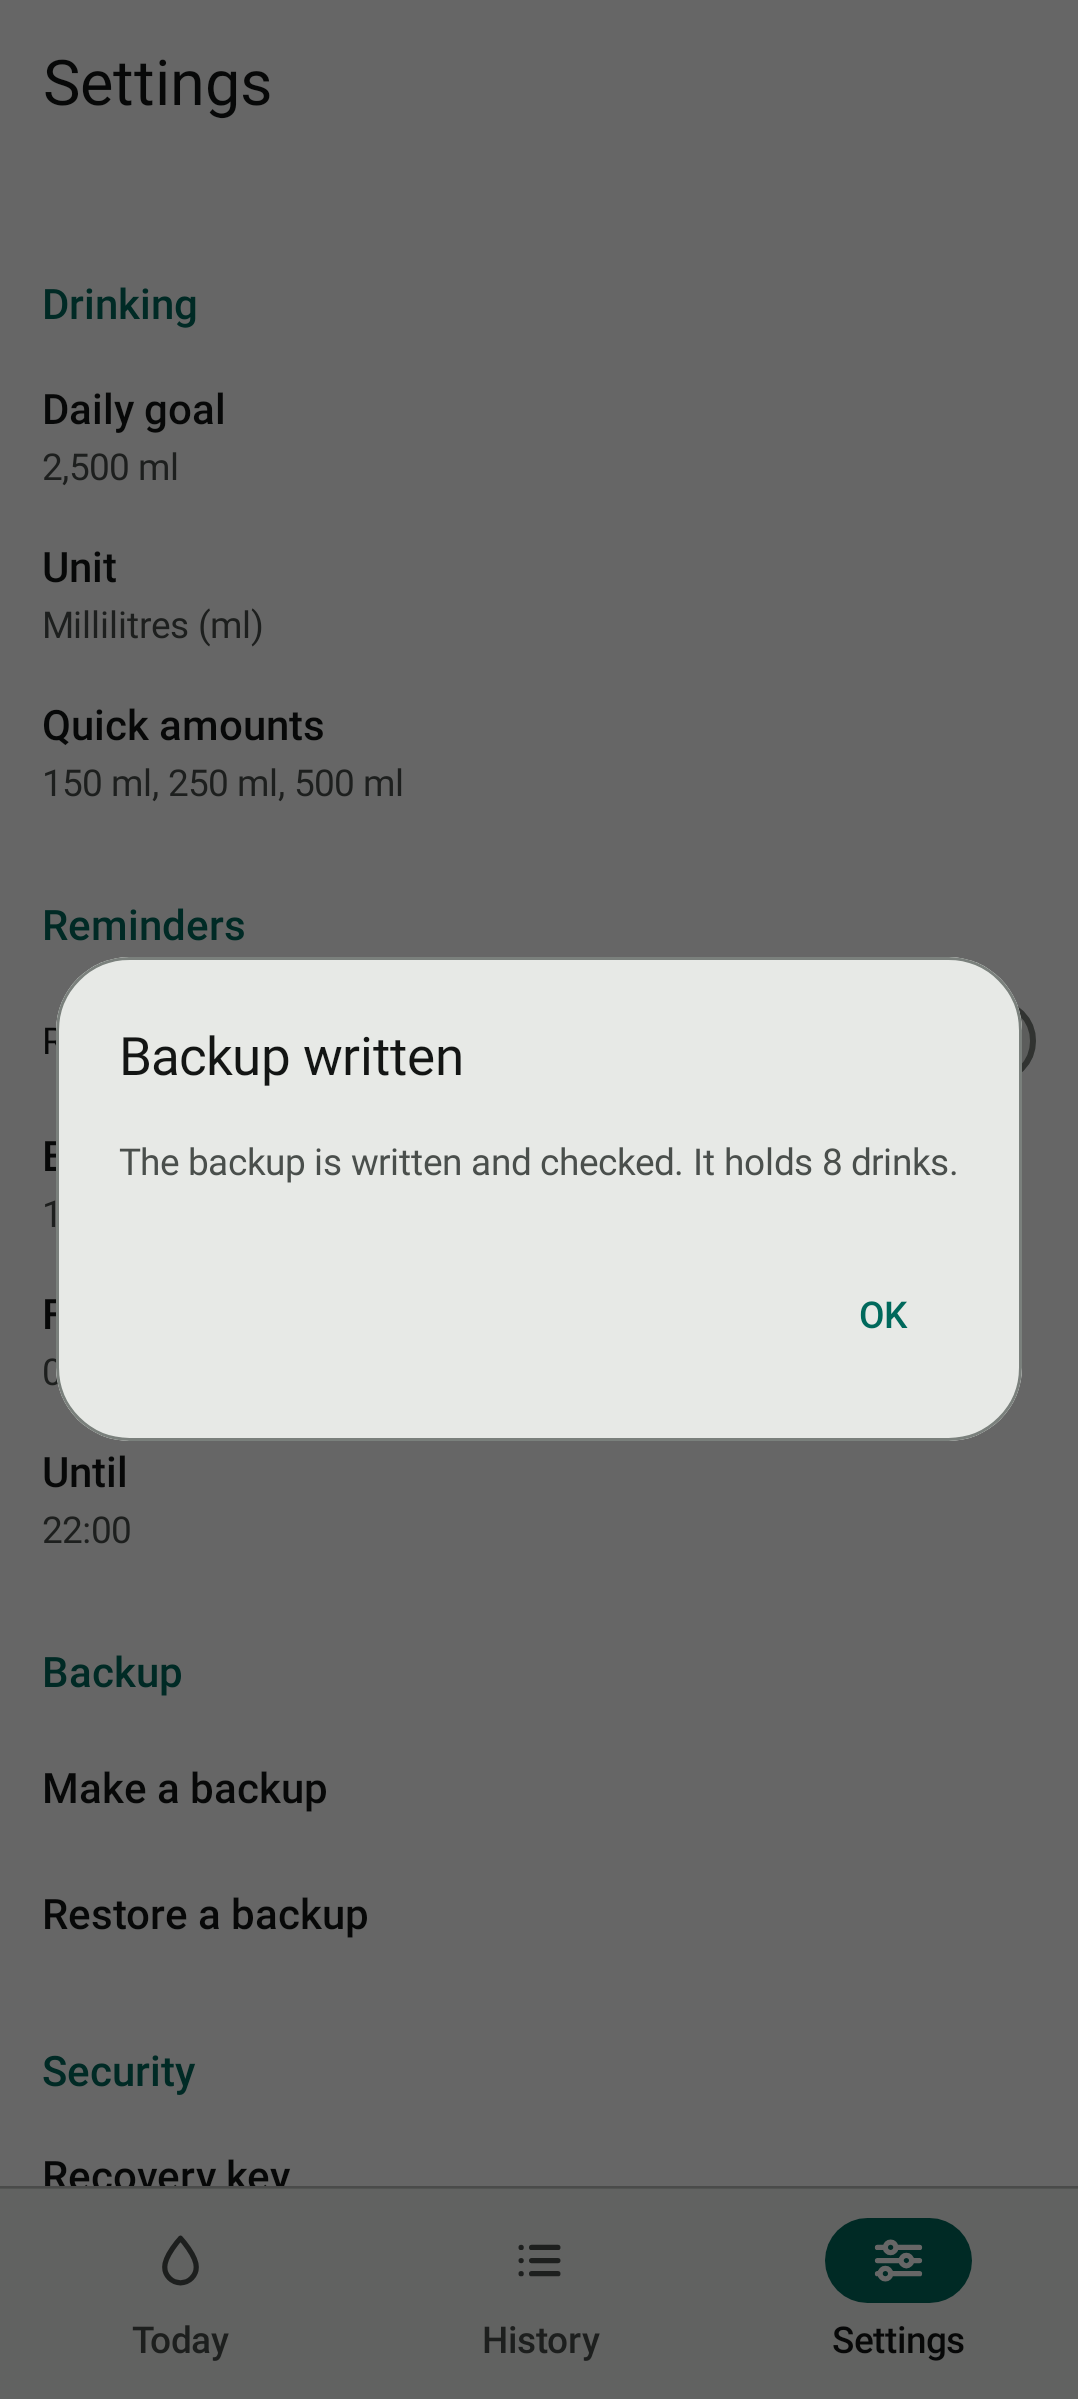 Settings
Drinking
Daily goal
2,500 ml
Unit
Millilitres (ml)
Quick amounts
150 ml, 250 ml, 500 ml
Reminders
Backup written
The backup is written and checked. It holds 8 drinks.
OK
Until
22:00
Backup
Make a backup
Restore a backup
Security
Recovery key
Today
History
Settings